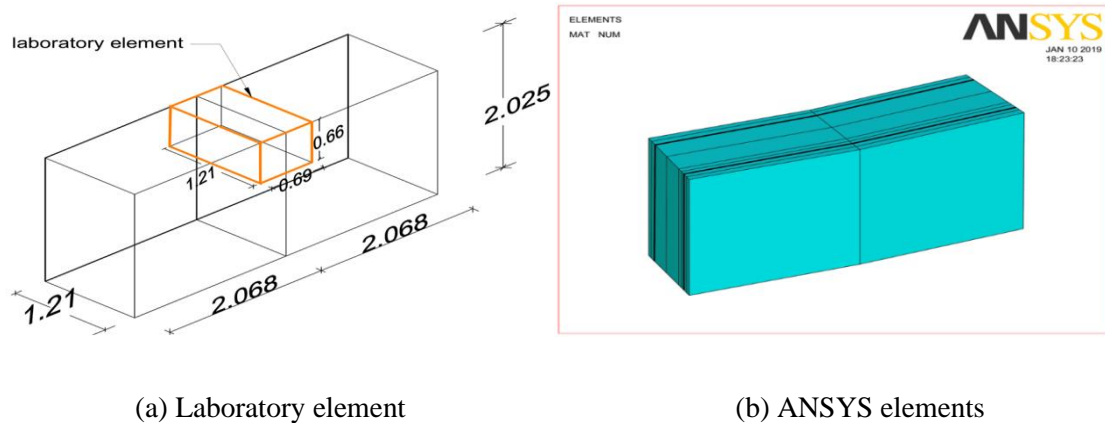 laboratory element
2.025
0.66
1.21
0.69
2.068
2.068
1.21
ELEMENTS
MAT NUM
ANSYS
JAN 10 2019
18:23:23
(a) Laboratory element
(b) ANSYS elements